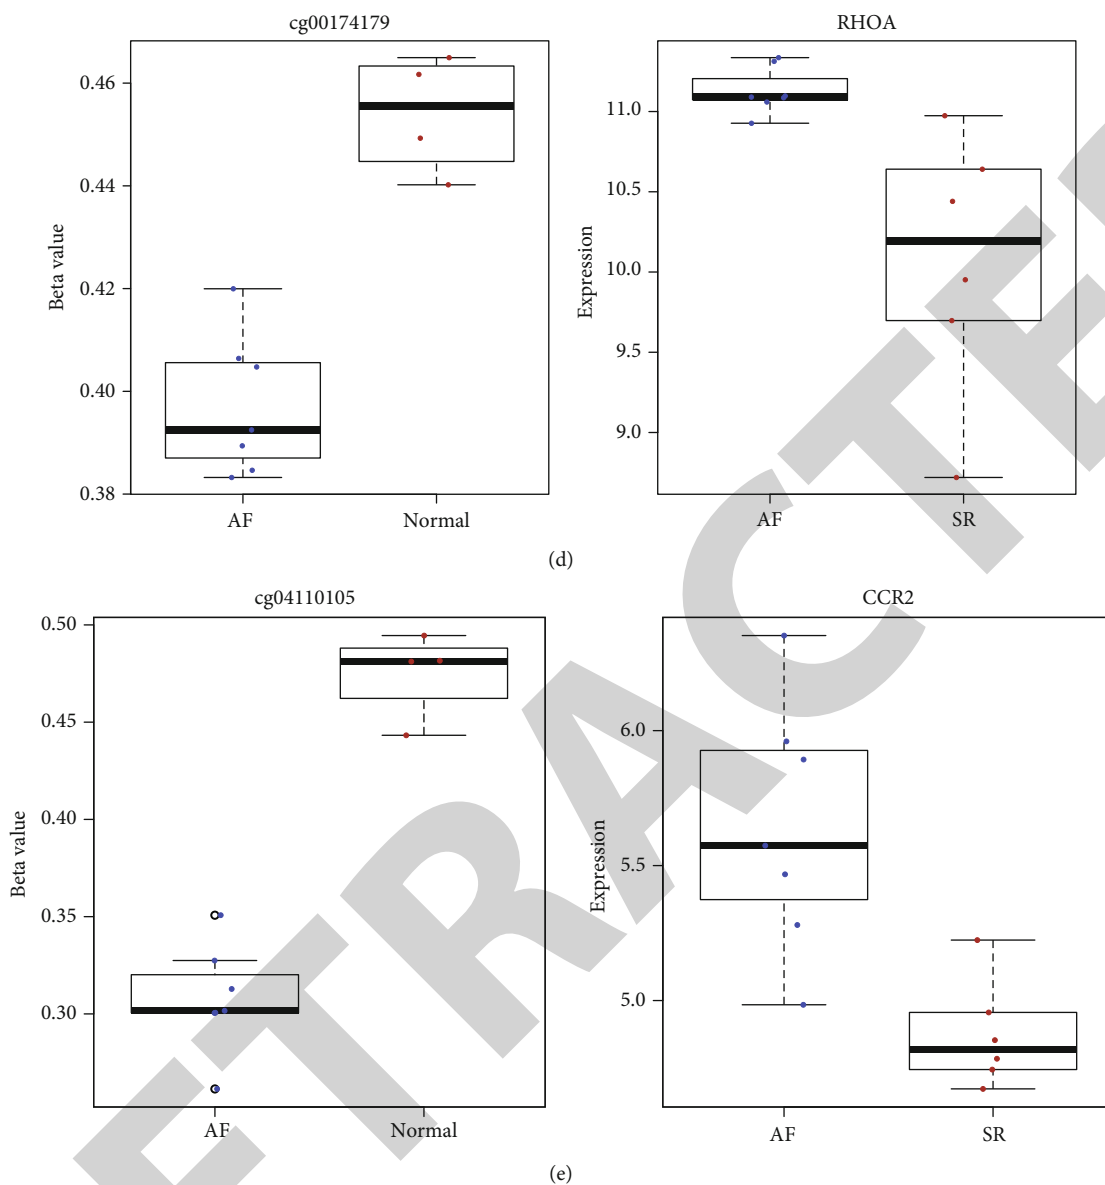 cg00174179
Beta value
0.46
0.44
0.42
0.40
0.38
AF
Normal
RHOA
Expression
11.0
10.5
10.0
9.5
9.0
AF
SR
(d)
cg04110105
Beta value
0.50
0.45
0.40
0.35
0.30
AF
Normal
CCR2
Expression
6.0
5.5
5.0
AF
SR
(e)
ETRACTE